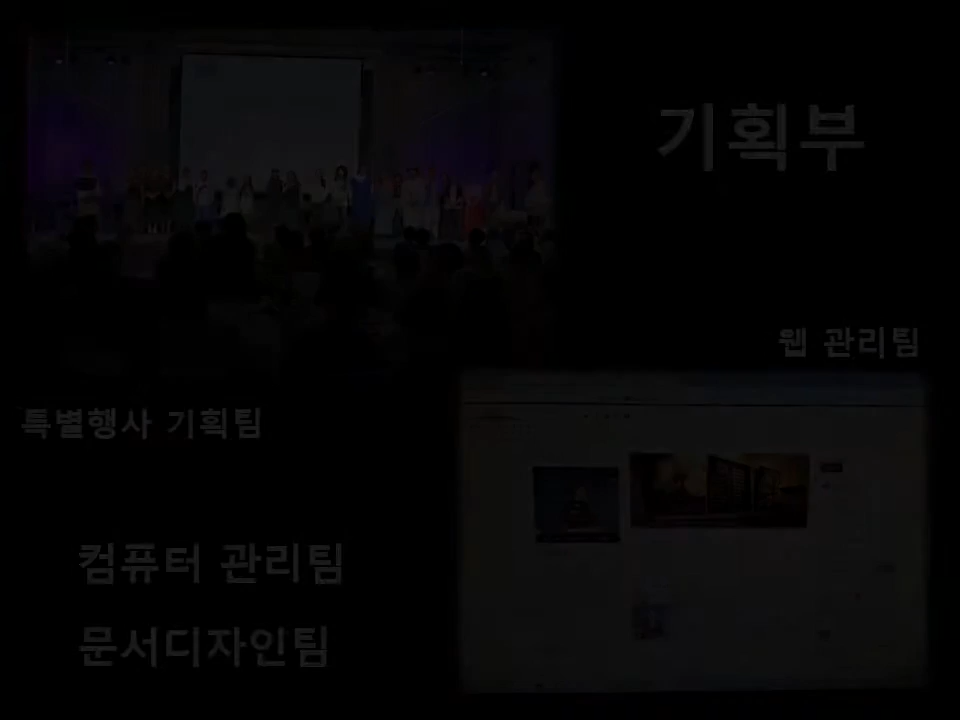 기획부
웹 관리팀
특별행사 기획팀
컴퓨터 관리팀
문서디자인팀